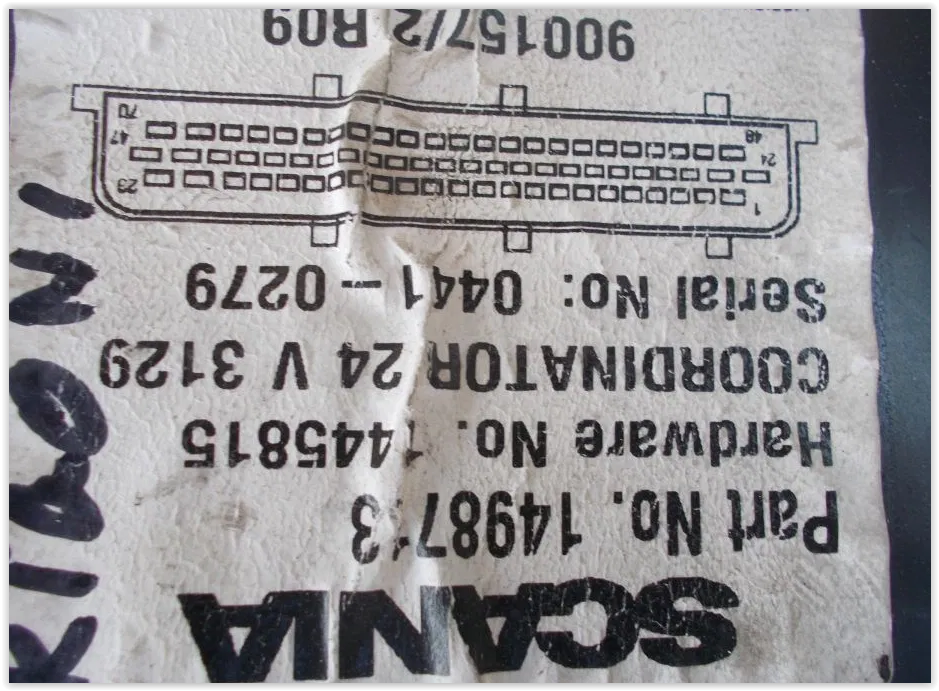 SCANIA
Part No. 1498713
Hardware No. 1445815
COORDINATOR 24 V 3129
Serial No: 0441 - 0279
1
23
24
47
48
70
900157/2 R09